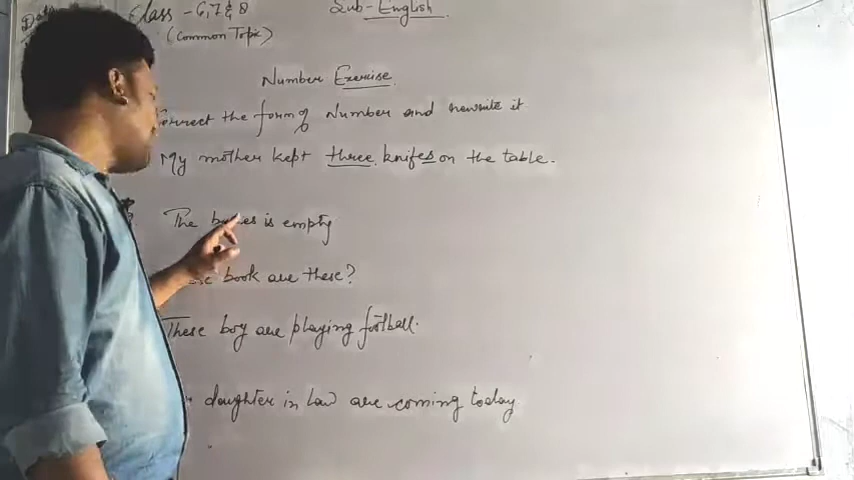 Class - 6,7 & 8
Sub- English.
(Common Topic)
Number Exercise.
Correct the form of Number and rewrite it
My mother kept three knifes on the table.
The is empty
book are these?
These boy are playing football.
daughter in law are coming today